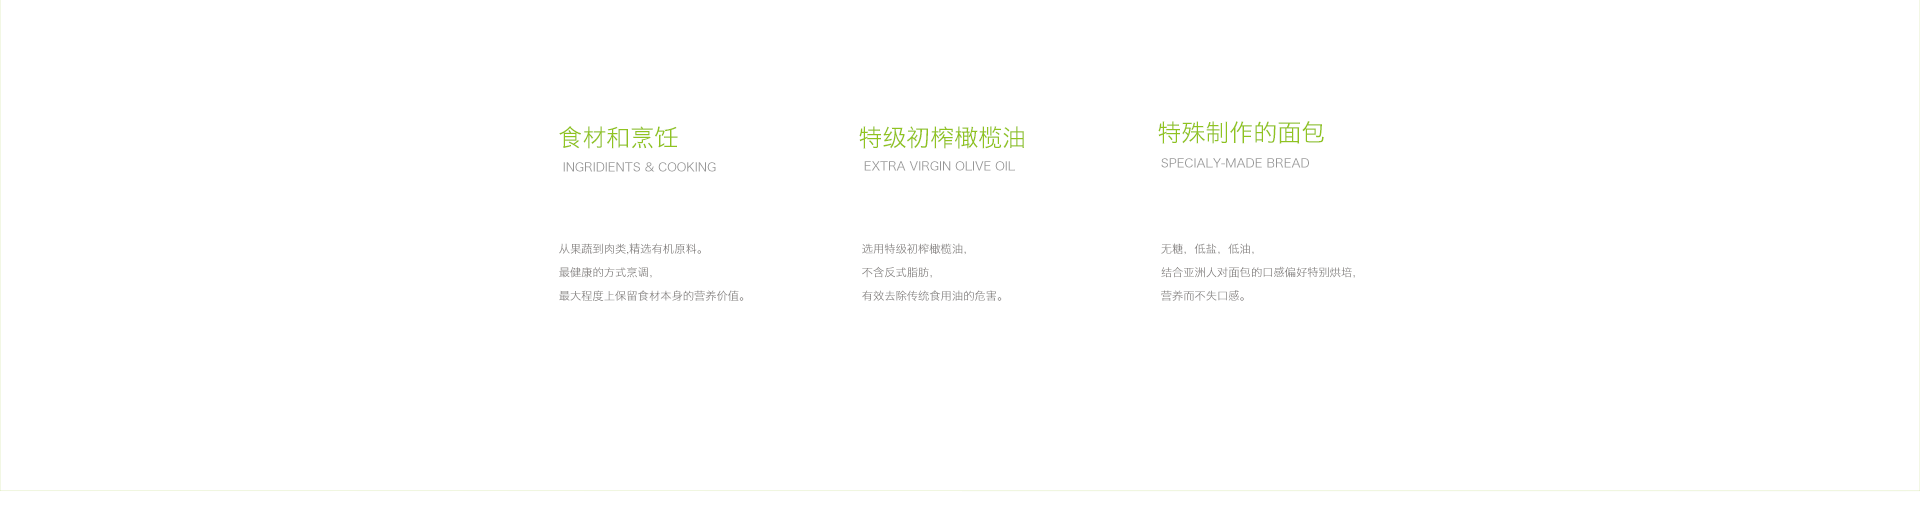 食材和烹饪
INGRIDIENTS & COOKING
从果蔬到肉类,精选有机原料。
最健康的方式烹调,
最大程度上保留食材本身的营养价值。
特级初榨橄榄油
EXTRA VIRGIN OLIVE OIL
选用特级初榨橄榄油,
不含反式脂肪,
有效去除传统食用油的危害。
特殊制作的面包
SPECIALY-MADE BREAD
无糖,低盐,低油,
结合亚洲人对面包的口感偏好特别烘培,
营养而不失口感。